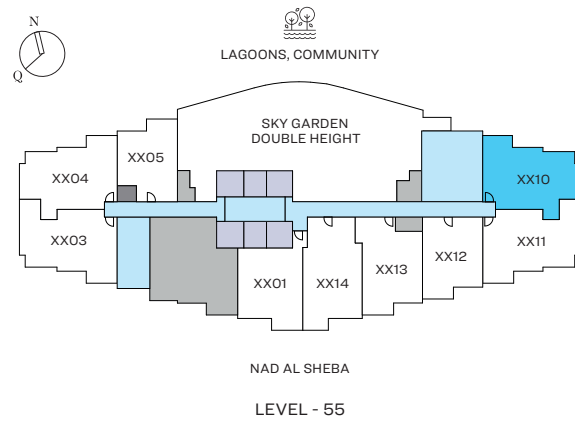 N
Q
LAGOONS, COMMUNITY
SKY GARDEN
DOUBLE HEIGHT
XX05
XX04
XX10
XX03
XX11
XX12
XX13
XX01
XX14
NAD AL SHEBA
LEVEL - 55